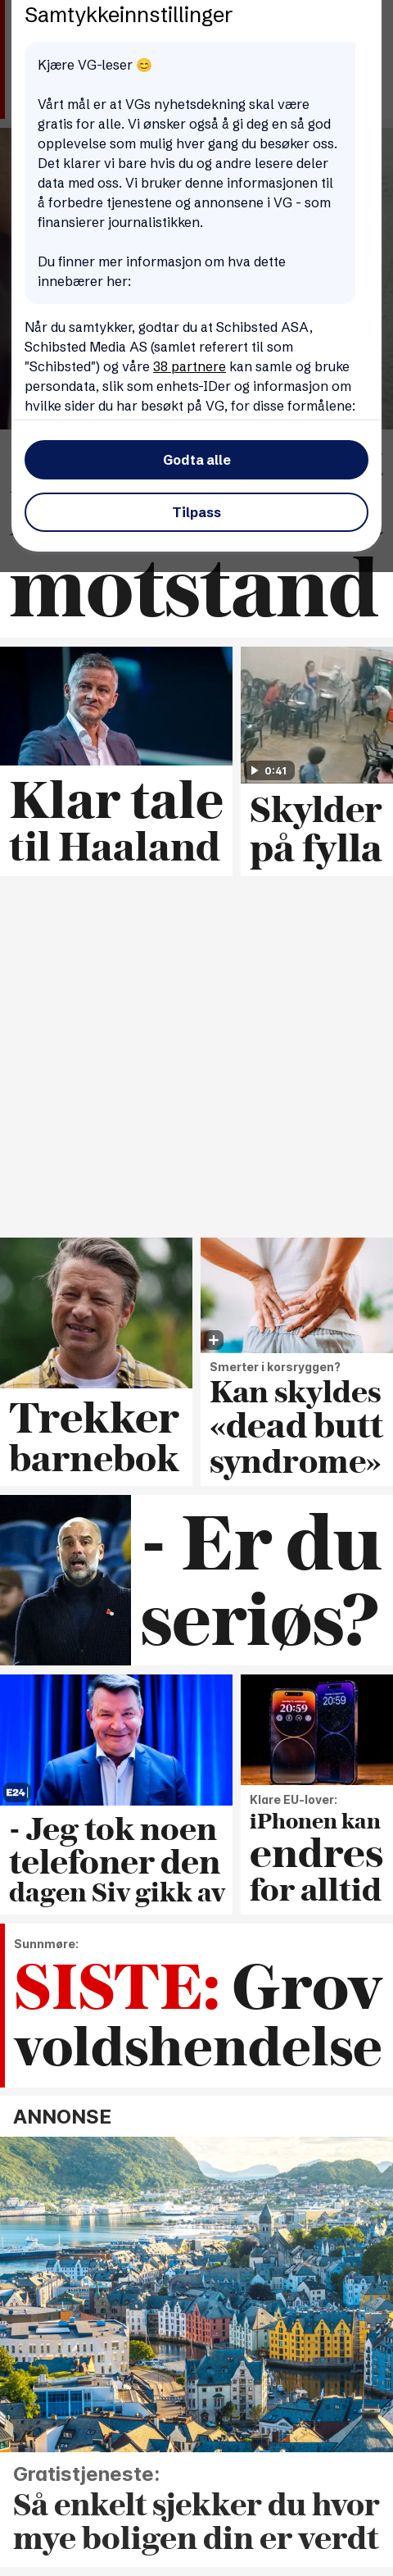 Samtykkeinnstillinger
Kjære VG-leser 😊
Vårt mål er at VGs nyhetsdekning skal være
gratis for alle. Vi ønsker også å gi deg en så god
opplevelse som mulig hver gang du besøker oss.
Det klarer vi bare hvis du og andre lesere deler
data med oss. Vi bruker denne informasjonen til
å forbedre tjenestene og annonsene i VG - som
finansierer journalistikken.
Du finner mer informasjon om hva dette
innebærer her:
Når du samtykker, godtar du at Schibsted ASA,
Schibsted Media AS (samlet referert til som
"Schibsted") og våre 38 partnere kan samle og bruke
persondata, slik som enhets-IDer og informasjon om
hvilke sider du har besøkt på VG, for disse formålene:
Godta alle
Tilpass
motstand
0:41
Klar tale
til Haaland
Skylder
på fylla
Trekker
barnebok
Smerter i korsryggen?
Kan skyldes
«dead butt
syndrome»
- Er du
seriøs?
E24
- Jeg tok noen
telefoner den
dagen Siv gikk av
20:59
20:59
Klare EU-lover:
iPhonen kan
endres
for alltid
Sunnmøre:
SISTE: Grov
voldshendelse
ANNONSE
Gratistjeneste:
Så enkelt sjekker du hvor
mye boligen din er verdt